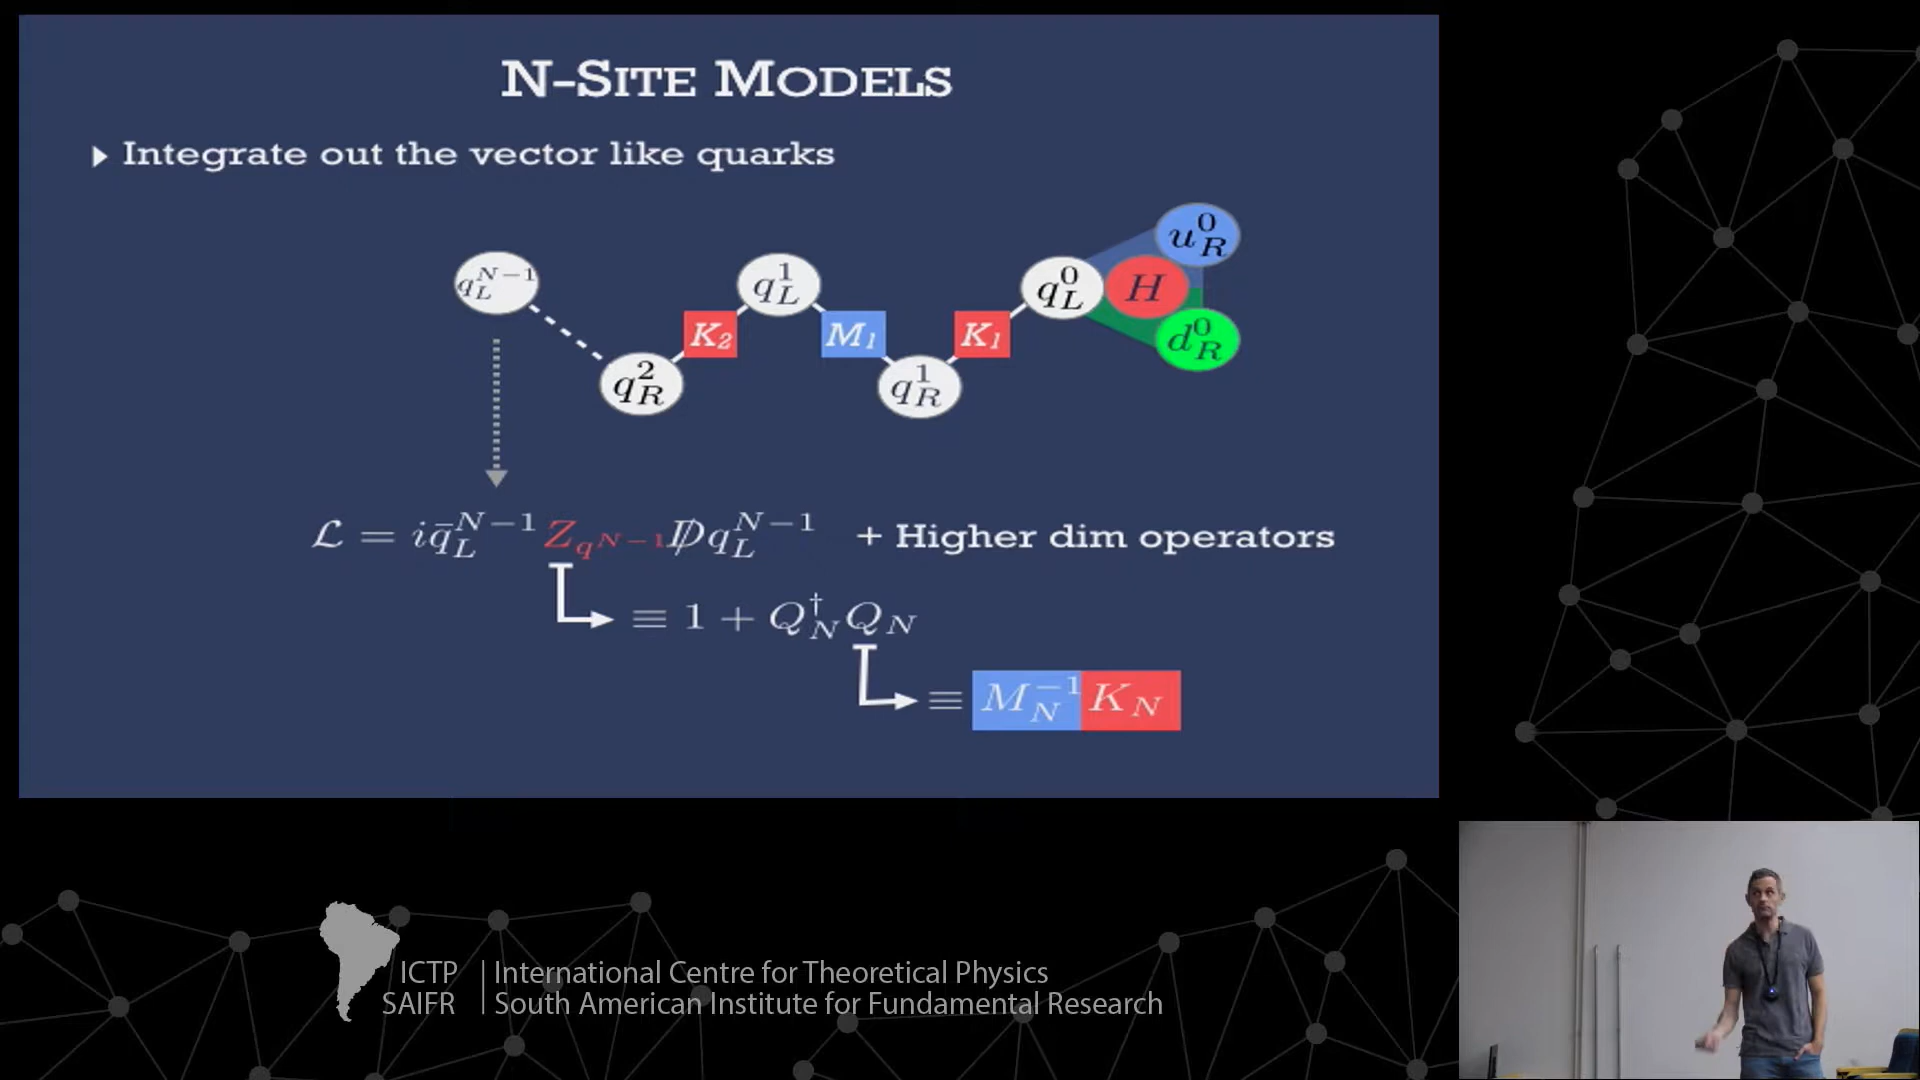 N-SITE MODELS
Integrate out the vector like quarks
u_R^0
q_L^{N-1} q_L^1 q_L^0 H
K_2 M_1 K_1 d_R^0
q_R^2 q_R^1
ℒ = i q̄_L^{N-1} Z_{q^{N-1}} D̸ q_L^{N-1} + Higher dim operators
≡ 1 + Q_N^† Q_N
≡ M_N^{-1} K_N
ICTP | International Centre for Theoretical Physics
SAIFR | South American Institute for Fundamental Research